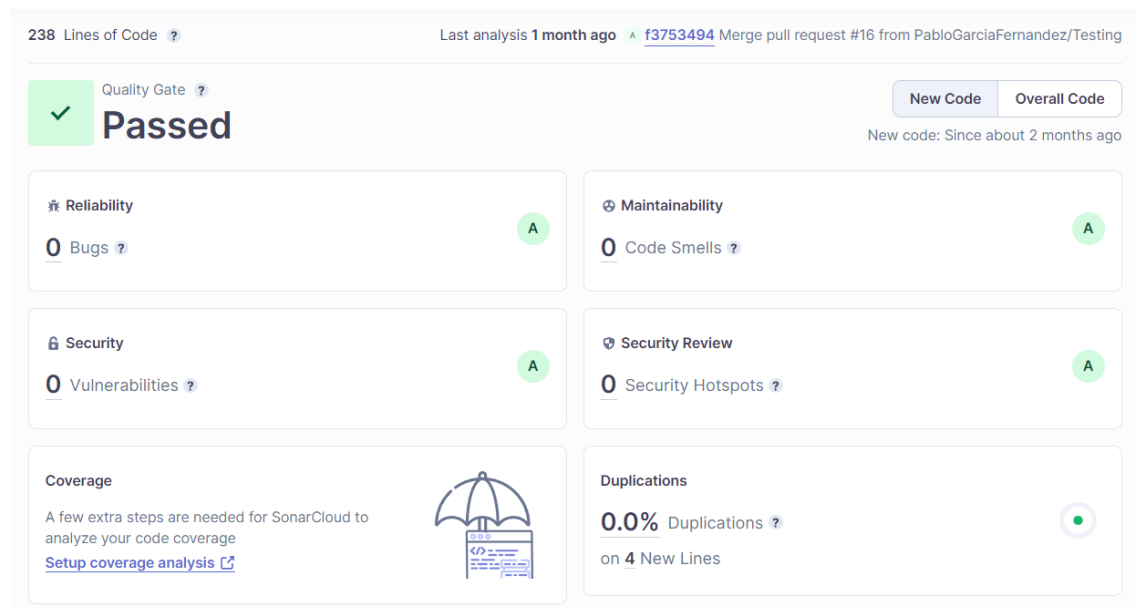 238 Lines of Code ?
Last analysis 1 month ago A f3753494 Merge pull request #16 from PabloGarciaFernandez/Testing
Quality Gate ?
Passed
New Code Overall Code
New code: Since about 2 months ago
Reliability
0 Bugs ?
A
Maintainability
0 Code Smells ?
A
Security
0 Vulnerabilities ?
A
Security Review
0 Security Hotspots ?
A
Coverage
A few extra steps are needed for SonarCloud to
analyze your code coverage
Setup coverage analysis
</>
Duplications
0.0% Duplications ?
on 4 New Lines